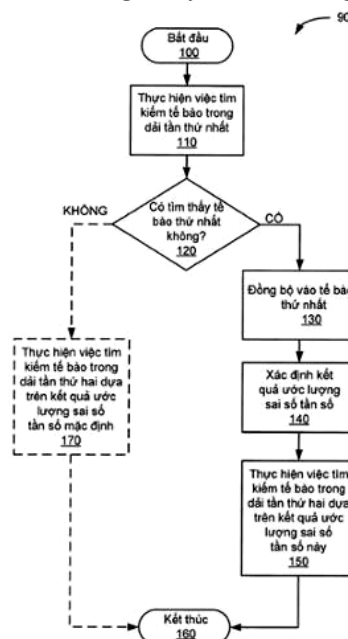 90
Bắt đầu
100
Thực hiện việc tìm
kiếm tế bào trong
dải tần thứ nhất
110
Có tìm thấy tế
bào thứ nhất
không?
120
KHÔNG
CÓ
Đồng bộ vào tế bào
thứ nhất
130
Xác định kết
quả ước lượng
sai số tần số
140
Thực hiện việc tìm
kiếm tế bào trong
dải tần thứ hai dựa
trên kết quả ước
lượng sai số
tần số mặc định
170
Thực hiện việc tìm
kiếm tế bào trong
dải tần thứ hai dựa
trên kết quả ước
lượng sai số
tần số này
150
Kết thúc
160